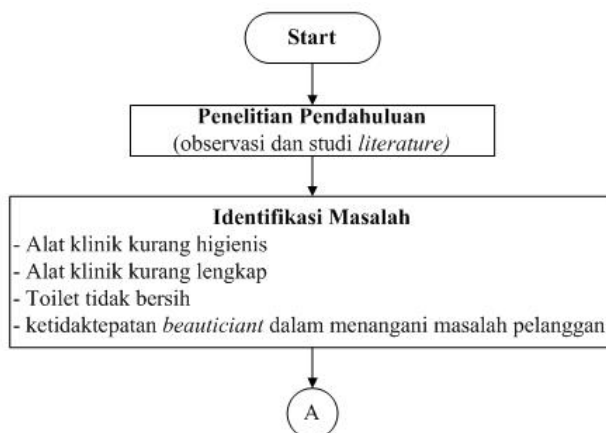 Start
Penelitian Pendahuluan
(observasi dan studi literature)
Identifikasi Masalah
- Alat klinik kurang higienis
- Alat klinik kurang lengkap
- Toilet tidak bersih
- ketidaktepatan beauticiant dalam menangani masalah pelanggan
A